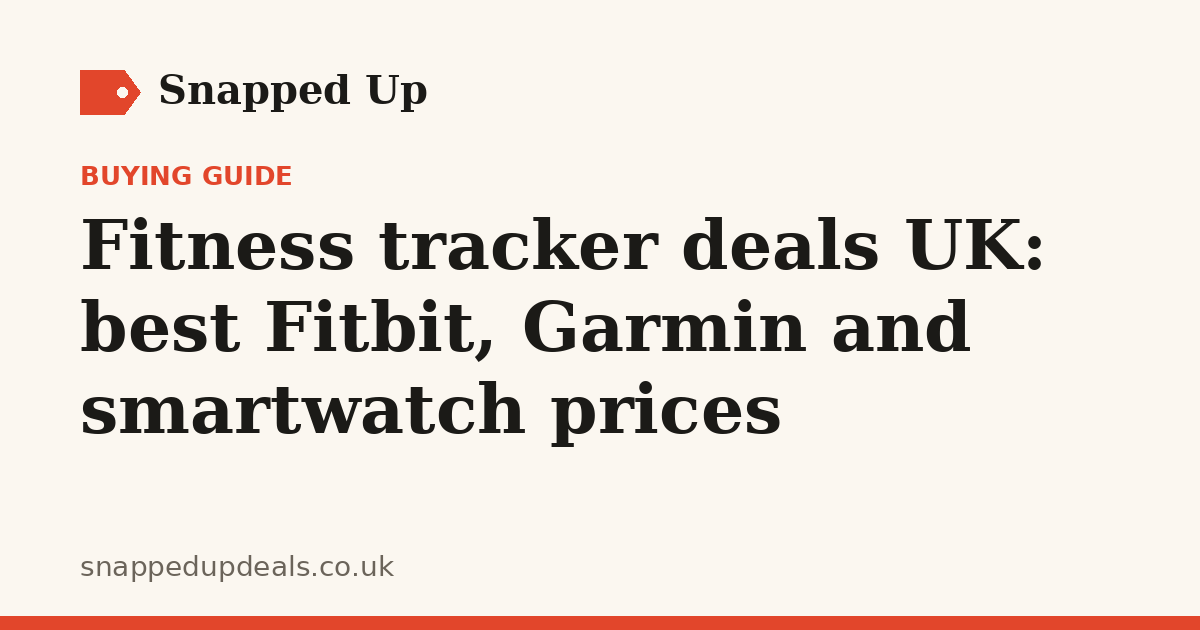 Snapped Up
BUYING GUIDE
Fitness tracker deals UK:
best Fitbit, Garmin and
smartwatch prices
snappedupdeals.co.uk